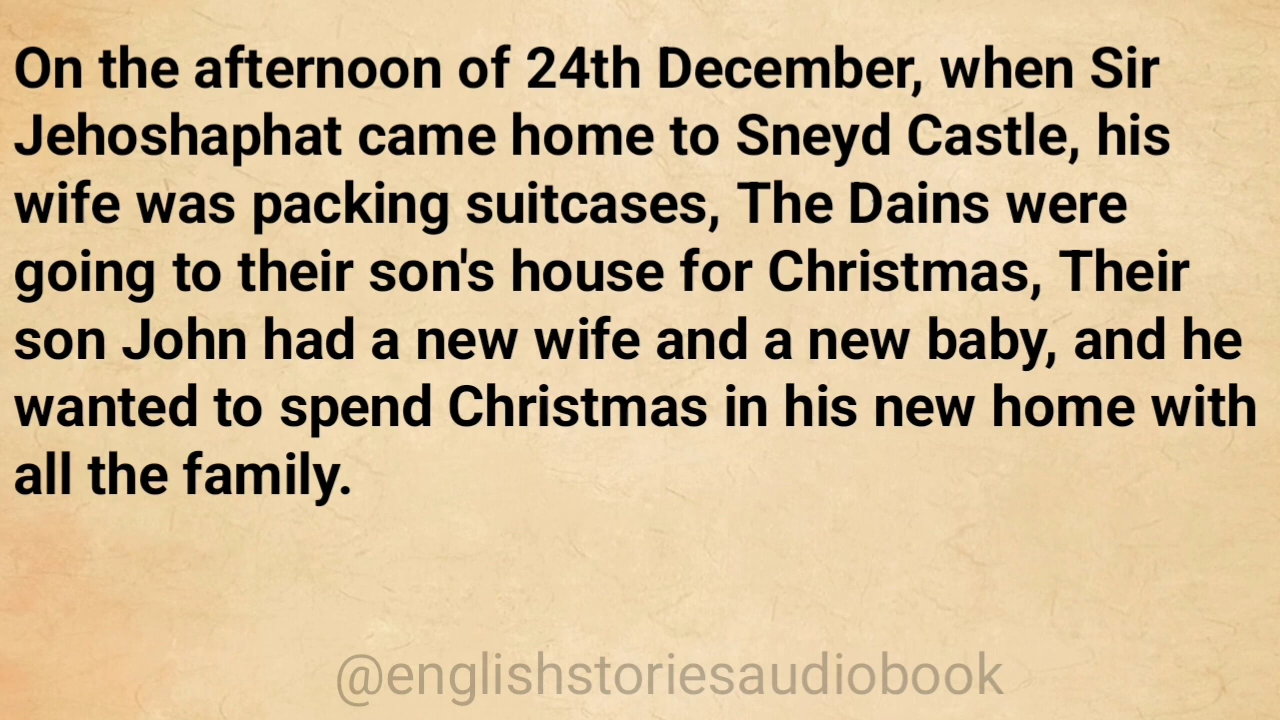 On the afternoon of 24th December, when Sir
Jehoshaphat came home to Sneyd Castle, his
wife was packing suitcases, The Dains were
going to their son's house for Christmas, Their
son John had a new wife and a new baby, and he
wanted to spend Christmas in his new home with
all the family.
@englishstoriesaudiobook